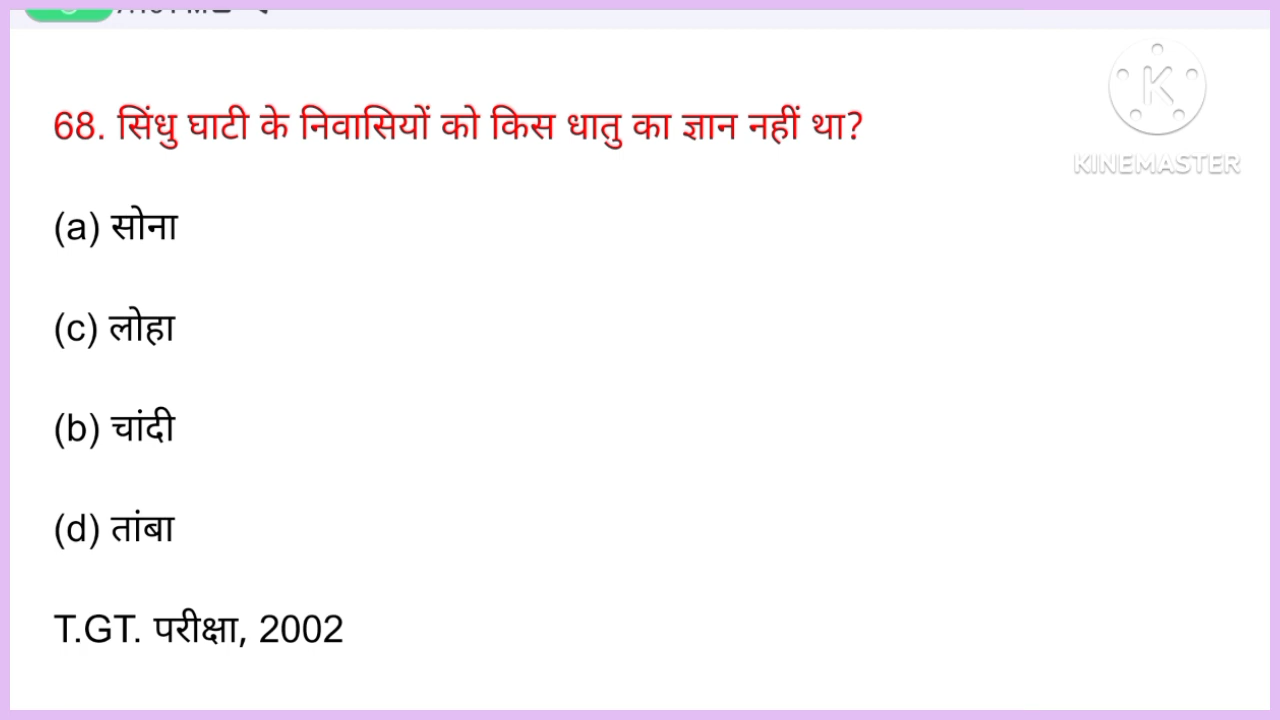 68. सिंधु घाटी के निवासियों को किस धातु का ज्ञान नहीं था?
(a) सोना
(c) लोहा
(b) चांदी
(d) तांबा
T.GT. परीक्षा, 2002
K
KINEMASTER